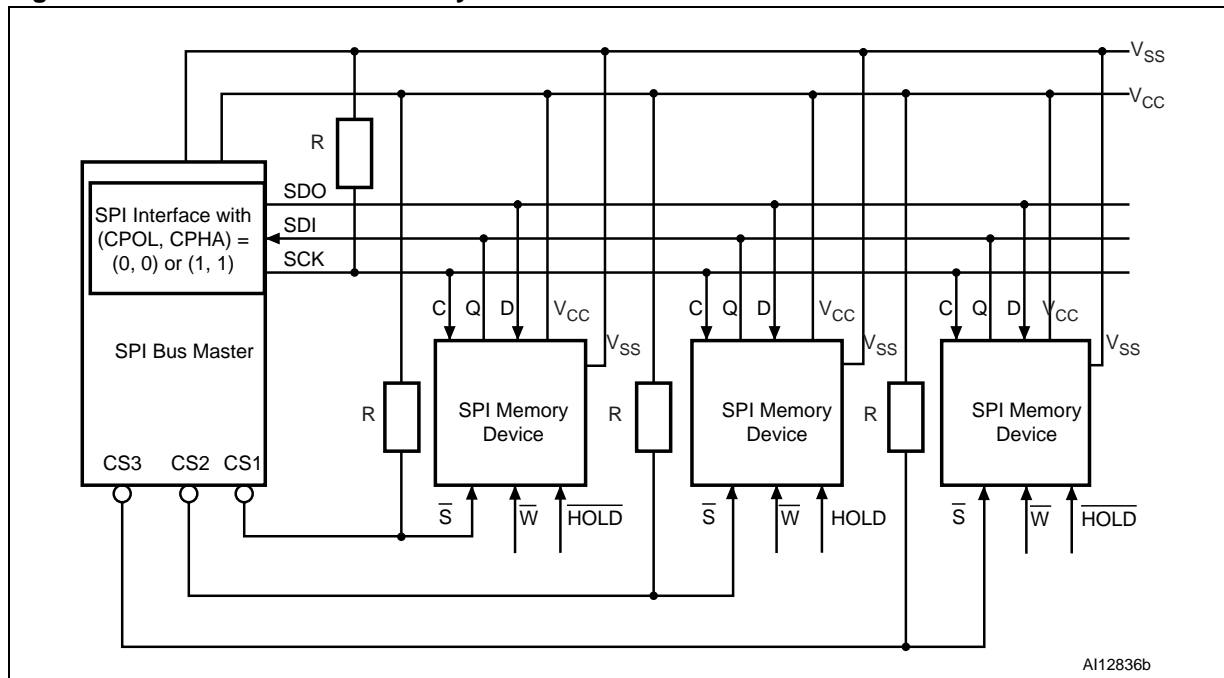 VSS
VCC
R
SDO
SPI Interface with
(CPOL, CPHA) =
(0, 0) or (1, 1)
SDI
SCK
C Q D VCC
VSS
C Q D VCC
VSS
C Q D VCC
VSS
SPI Bus Master
R
SPI Memory
Device
R
SPI Memory
Device
R
SPI Memory
Device
CS3 CS2 CS1
S̅ W̅ H̅O̅L̅D̅
S̅ W̅ HOLD
S̅ W̅ H̅O̅L̅D̅
AI12836b